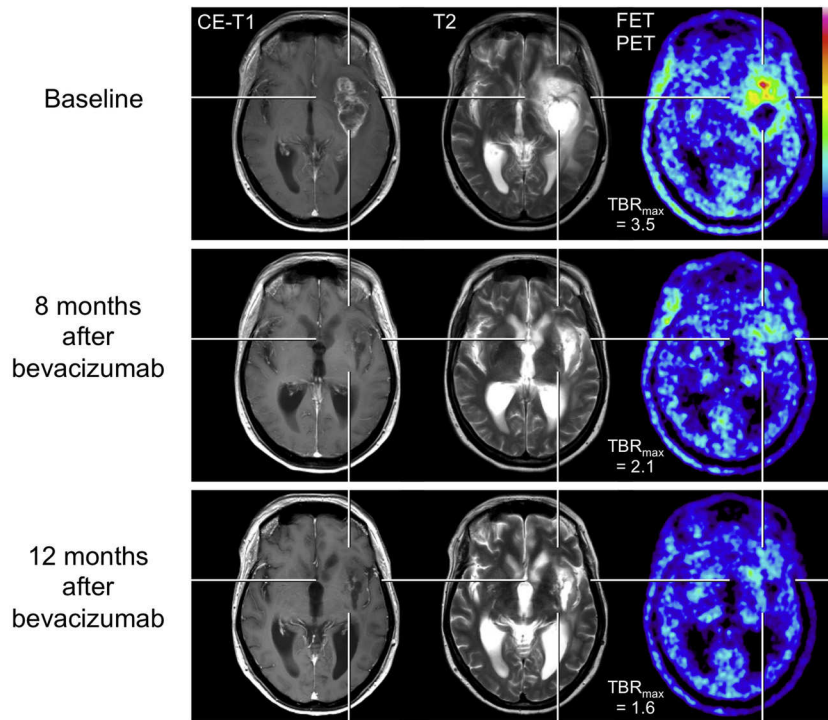 CE-T1
T2
FET
PET
Baseline
TBRmax
= 3.5
8 months
after
bevacizumab
TBRmax
= 2.1
12 months
after
bevacizumab
TBRmax
= 1.6